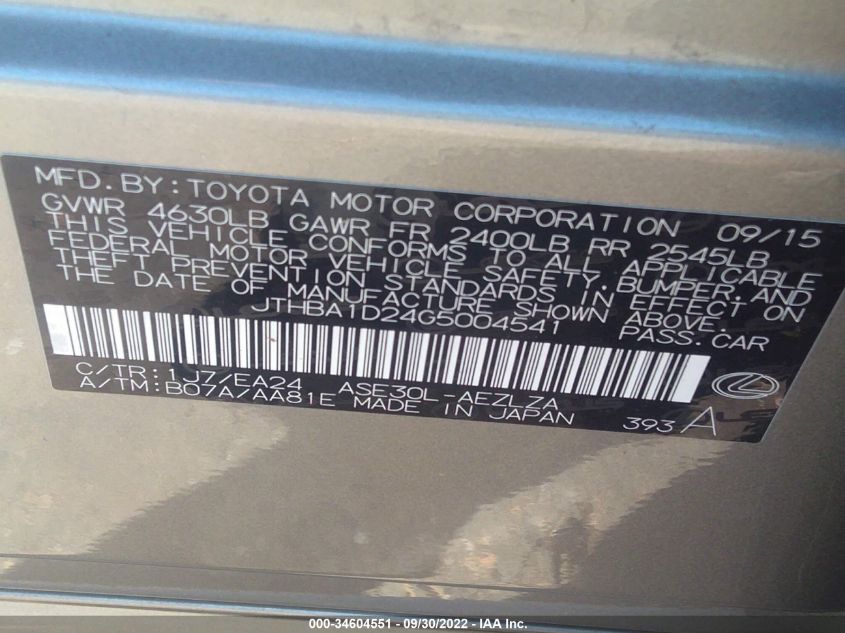 MFD. BY: TOYOTA MOTOR CORPORATION 09/15
GVWR 4630LB GAWR FR 2400LB RR 2545LB
THIS VEHICLE CONFORMS TO ALL APPLICABLE
FEDERAL MOTOR VEHICLE SAFETY, BUMPER, AND
THEFT PREVENTION STANDARDS IN EFFECT ON
THE DATE OF MANUFACTURE SHOWN ABOVE.
JTHBA1D24G5004541 PASS. CAR
C/TR: 1J7/EA24 ASE30L-AEZLZA
A/TM: B07A/AA81E MADE IN JAPAN 393 A
000-34604551 - 09/30/2022 - IAA Inc.